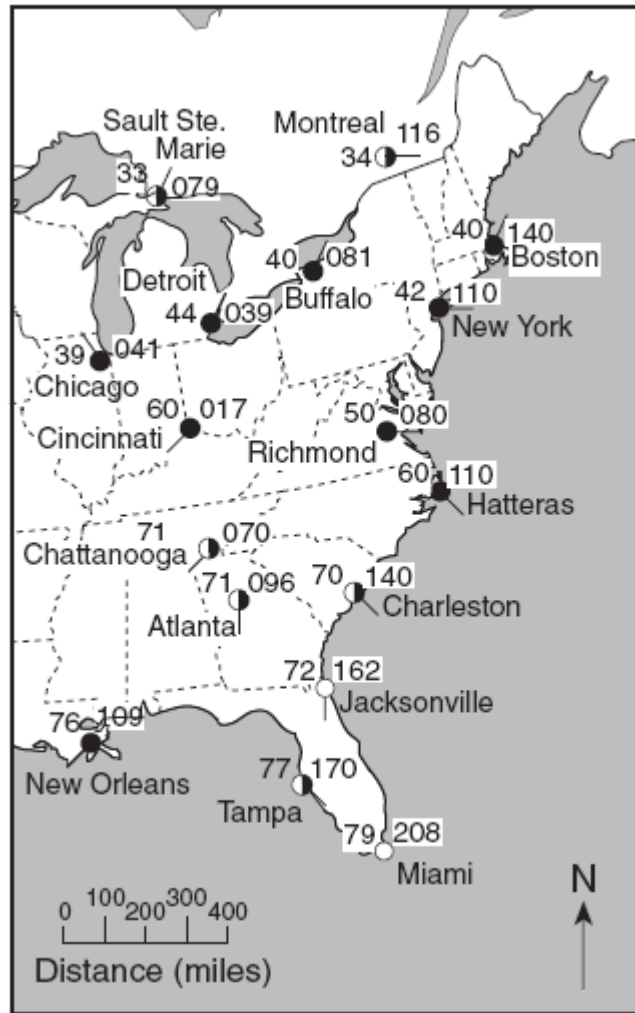 Sault Ste.
Marie
33
079
Montreal
116
34
40
140
Boston
40
081
Buffalo
Detroit
44
039
42
110
New York
39
041
Chicago
60
017
Cincinnati
50
080
Richmond
60
110
Hatteras
71
070
Chattanooga
71
096
Atlanta
70
140
Charleston
72
162
Jacksonville
76
109
New Orleans
77
170
Tampa
79
208
Miami
N
0 100 200 300 400
Distance (miles)